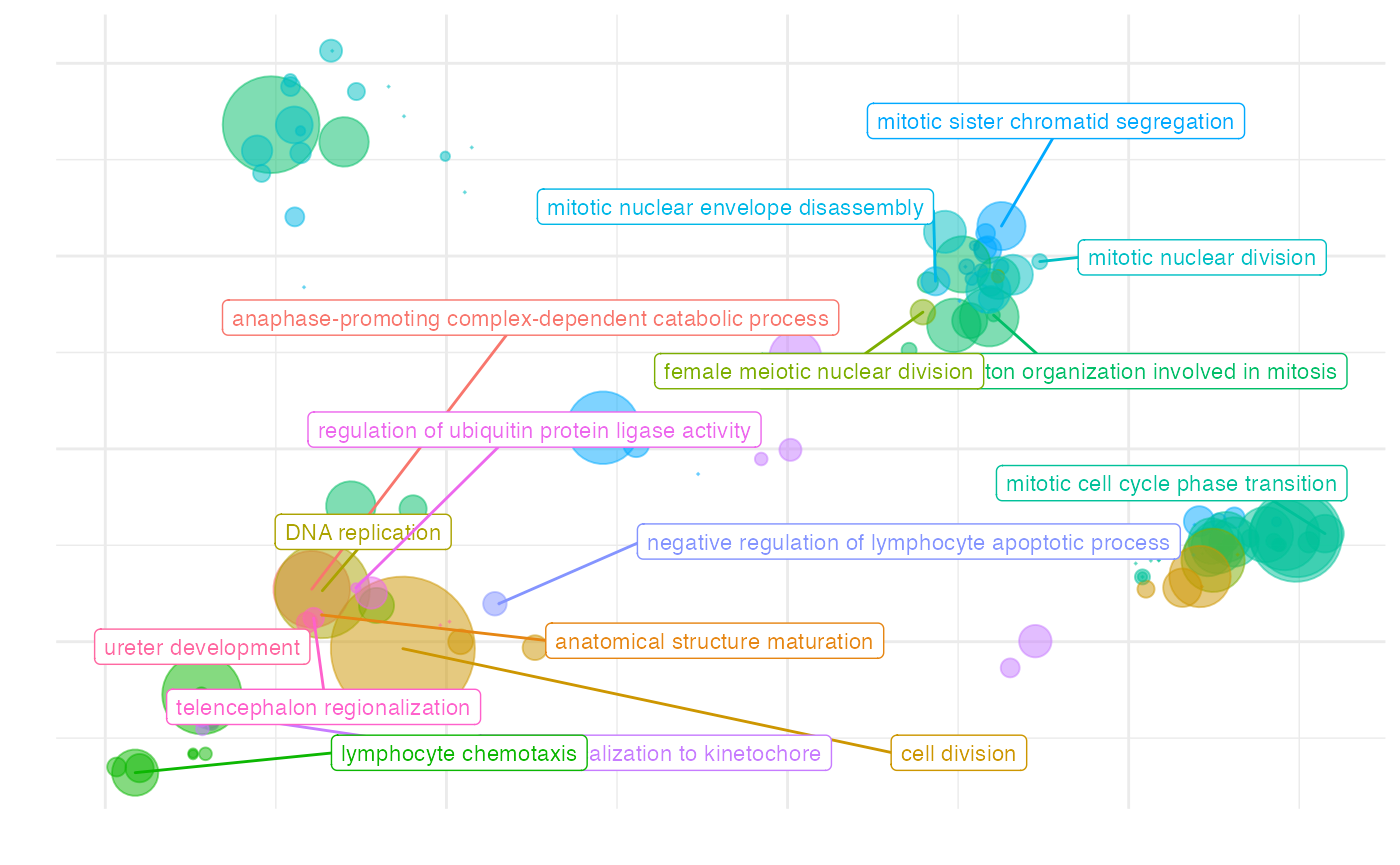 mitotic sister chromatid segregation
mitotic nuclear envelope disassembly
mitotic nuclear division
anaphase-promoting complex-dependent catabolic process
female meiotic nuclear division
organization involved in mitosis
regulation of ubiquitin protein ligase activity
mitotic cell cycle phase transition
DNA replication
negative regulation of lymphocyte apoptotic process
ureter development
anatomical structure maturation
telencephalon regionalization
lymphocyte chemotaxis
to kinetochore
cell division